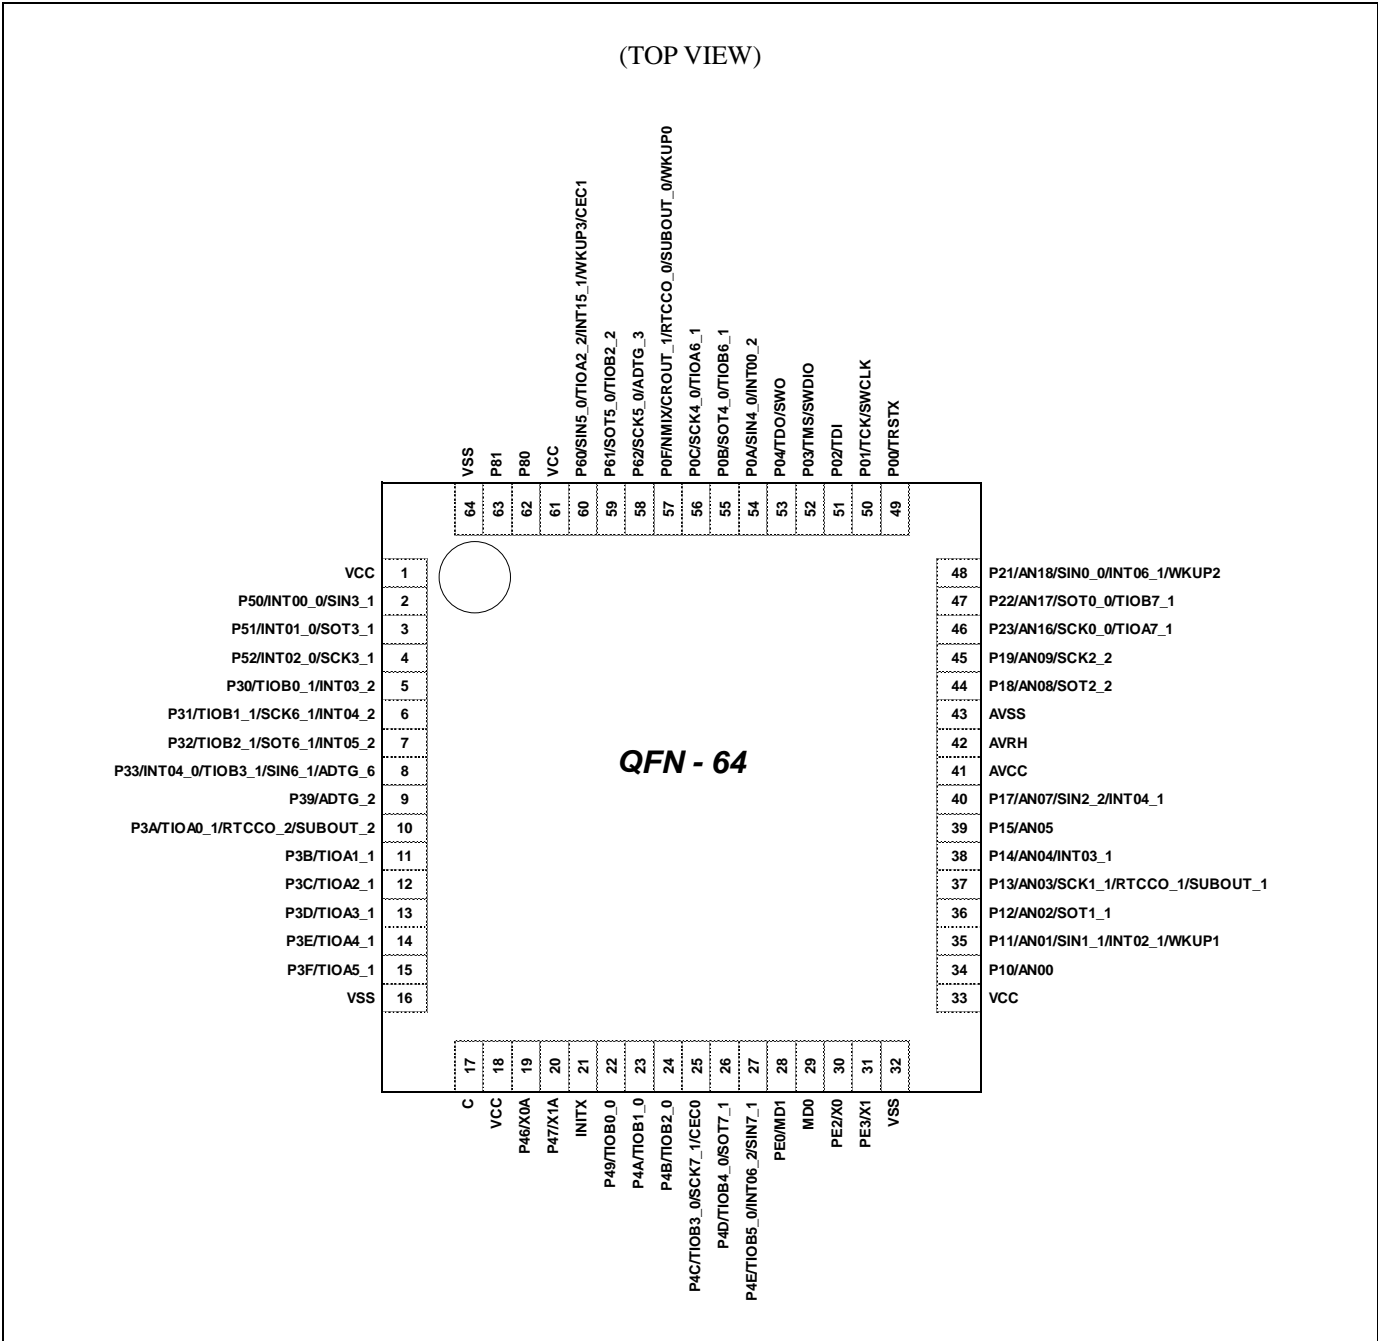 (TOP VIEW)
VSS
P81
P80
VCC
P60/SIN5_0/TIOA2_2/INT15_1/WKUP3/CEC1
P61/SOT5_0/TIOB2_2
P62/SCK5_0/ADTG_3
P0F/NMIX/CROUT_1/RTCCO_0/SUBOUT_0/WKUP0
P0C/SCK4_0/TIOA6_1
P0B/SOT4_0/TIOB6_1
P0A/SIN4_0/INT00_2
P04/TDO/SWO
P03/TMS/SWDIO
P02/TDI
P01/TCK/SWCLK
P00/TRSTX
64
63
62
61
60
59
58
57
56
55
54
53
52
51
50
49
VCC 1
P50/INT00_0/SIN3_1 2
P51/INT01_0/SOT3_1 3
P52/INT02_0/SCK3_1 4
P30/TIOB0_1/INT03_2 5
P31/TIOB1_1/SCK6_1/INT04_2 6
P32/TIOB2_1/SOT6_1/INT05_2 7
P33/INT04_0/TIOB3_1/SIN6_1/ADTG_6 8
P39/ADTG_2 9
P3A/TIOA0_1/RTCCO_2/SUBOUT_2 10
P3B/TIOA1_1 11
P3C/TIOA2_1 12
P3D/TIOA3_1 13
P3E/TIOA4_1 14
P3F/TIOA5_1 15
VSS 16
QFN - 64
48 P21/AN18/SIN0_0/INT06_1/WKUP2
47 P22/AN17/SOT0_0/TIOB7_1
46 P23/AN16/SCK0_0/TIOA7_1
45 P19/AN09/SCK2_2
44 P18/AN08/SOT2_2
43 AVSS
42 AVRH
41 AVCC
40 P17/AN07/SIN2_2/INT04_1
39 P15/AN05
38 P14/AN04/INT03_1
37 P13/AN03/SCK1_1/RTCCO_1/SUBOUT_1
36 P12/AN02/SOT1_1
35 P11/AN01/SIN1_1/INT02_1/WKUP1
34 P10/AN00
33 VCC
17
18
19
20
21
22
23
24
25
26
27
28
29
30
31
32
C
VCC
P46/X0A
P47/X1A
INITX
P49/TIOB0_0
P4A/TIOB1_0
P4B/TIOB2_0
P4C/TIOB3_0/SCK7_1/CEC0
P4D/TIOB4_0/SOT7_1
P4E/TIOB5_0/INT06_2/SIN7_1
PE0/MD1
MD0
PE2/X0
PE3/X1
VSS